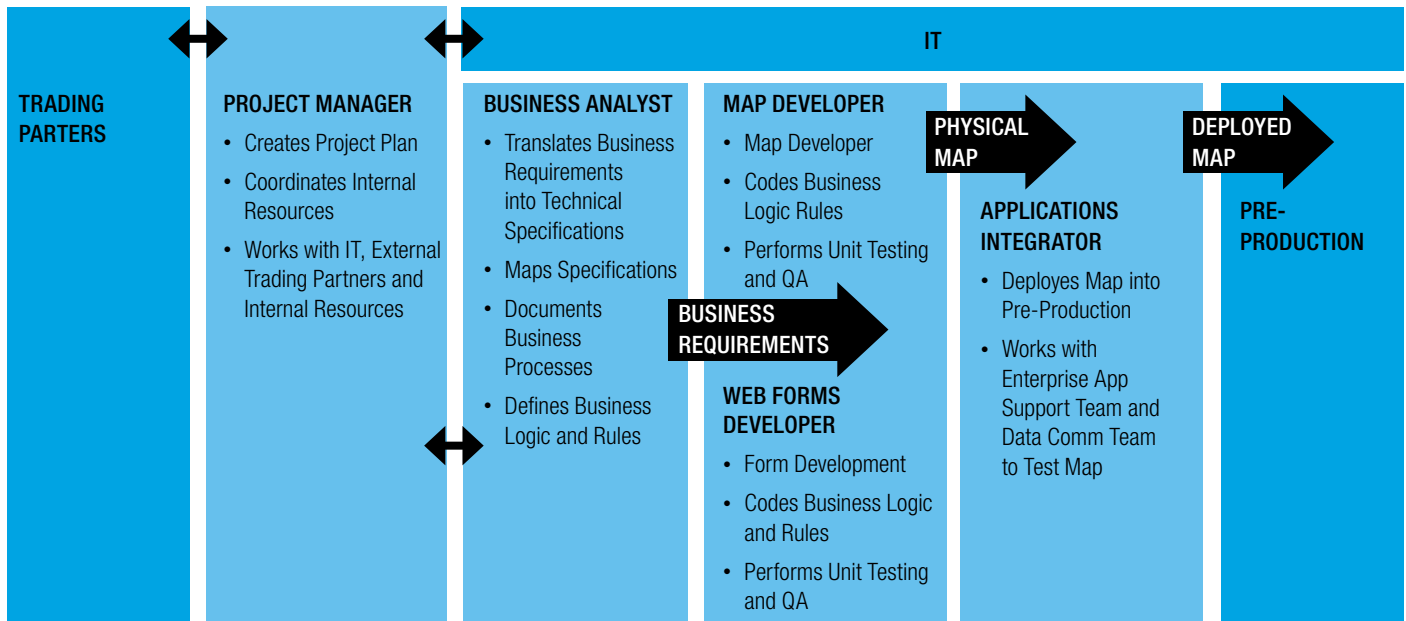 IT
TRADING
PARTERS
PROJECT MANAGER
• Creates Project Plan
• Coordinates Internal
Resources
• Works with IT, External
Trading Partners and
Internal Resources
BUSINESS ANALYST
• Translates Business
Requirements
into Technical
Specifications
• Maps Specifications
• Documents
Business
Processes
• Defines Business
Logic and Rules
BUSINESS
REQUIREMENTS
MAP DEVELOPER
• Map Developer
• Codes Business
Logic Rules
• Performs Unit Testing
and QA
WEB FORMS
DEVELOPER
• Form Development
• Codes Business Logic
and Rules
• Performs Unit Testing
and QA
PHYSICAL
MAP
APPLICATIONS
INTEGRATOR
• Deployes Map into
Pre-Production
• Works with
Enterprise App
Support Team and
Data Comm Team
to Test Map
DEPLOYED
MAP
PRE-
PRODUCTION